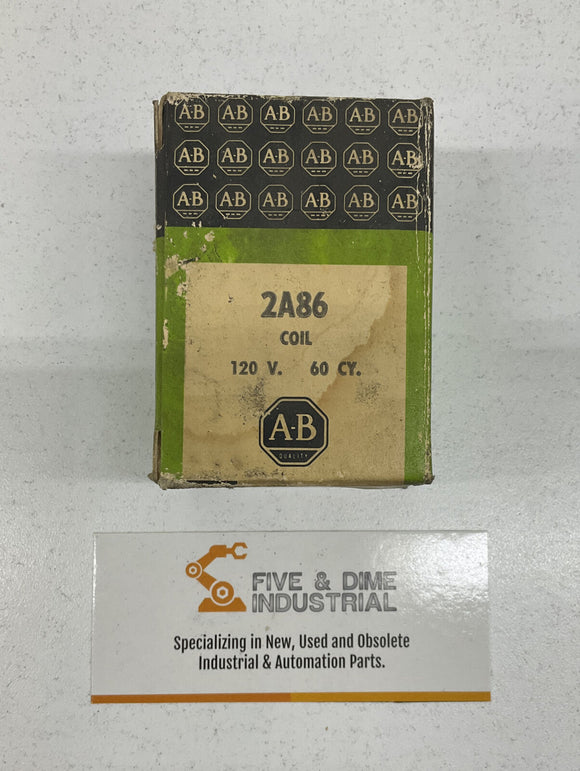 A-B A-B A-B A-B A-B A-B
A-B A-B A-B A-B A-B A-B
A-B A-B A-B A-B A-B A-B
2A86
COIL
120 V. 60 CY.
A-B
QUALITY
FIVE & DIME
INDUSTRIAL
Specializing in New, Used and Obsolete
Industrial & Automation Parts.